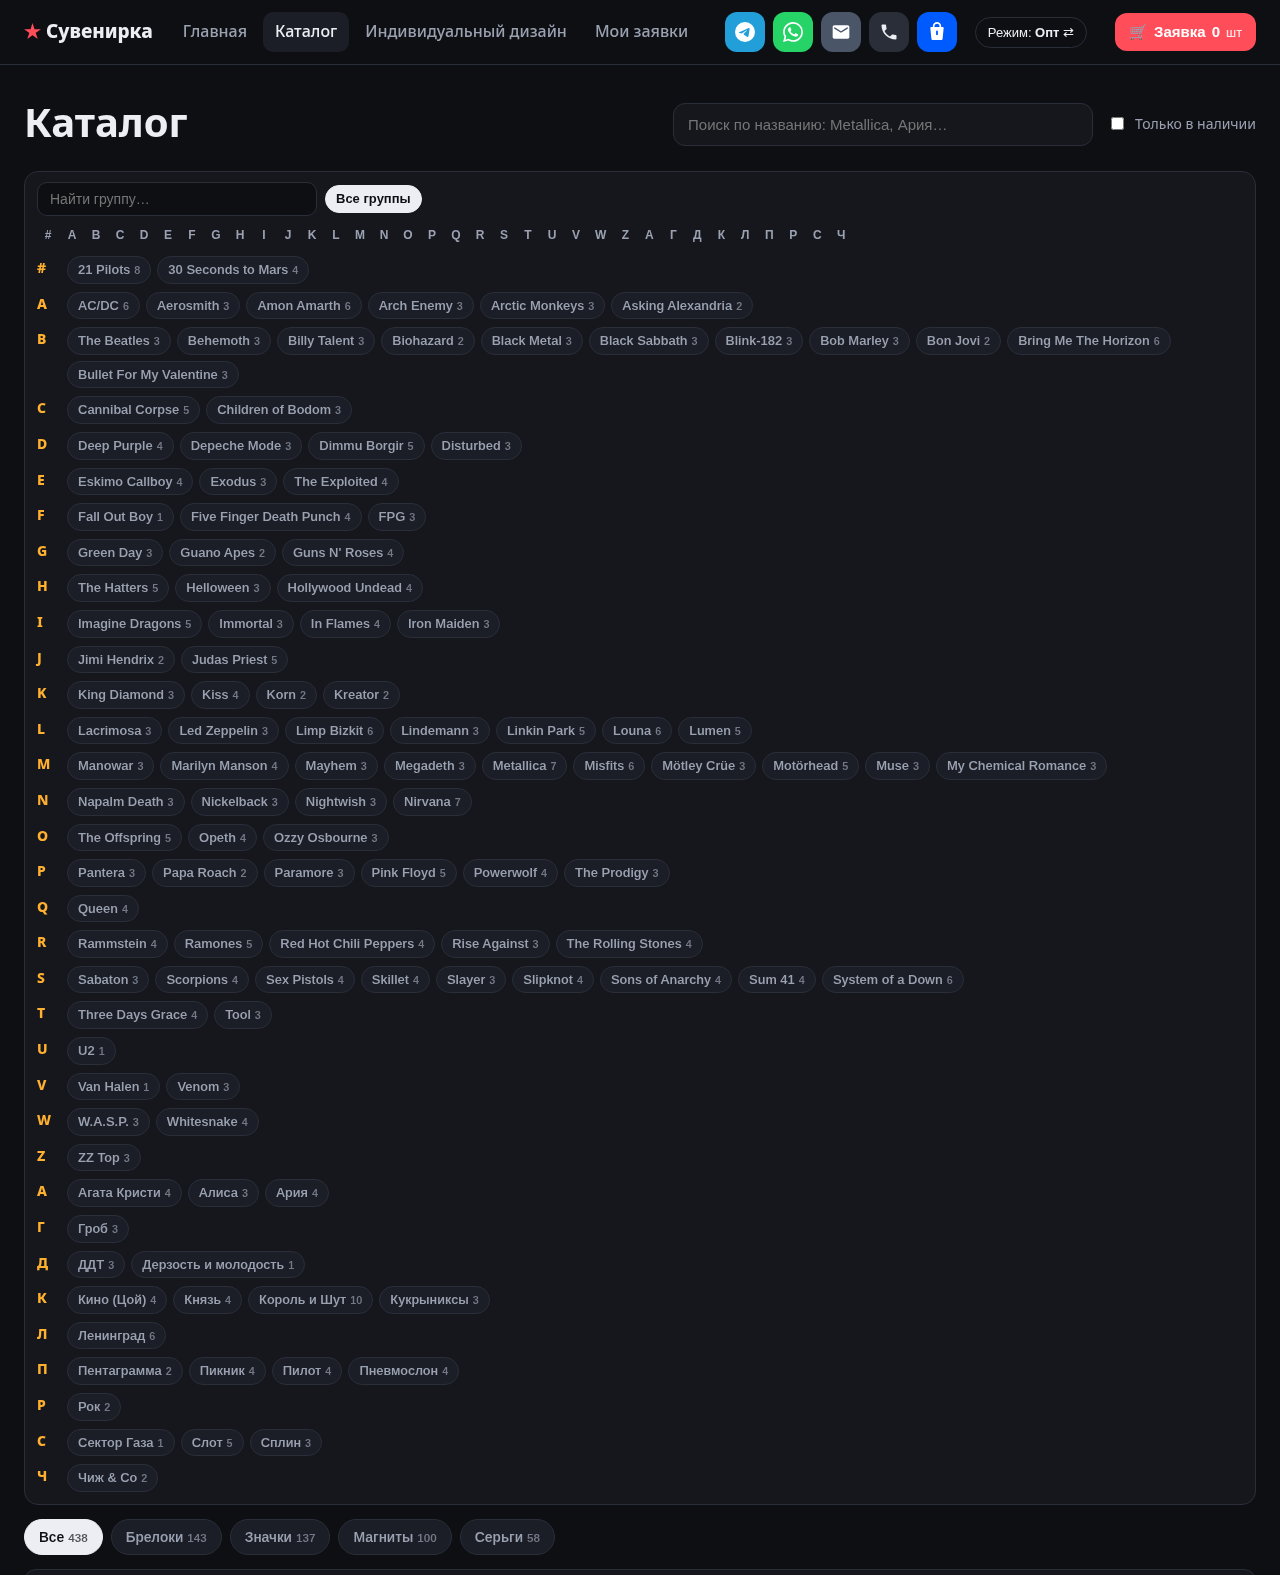 ★ Сувенирка Главная Каталог Индивидуальный дизайн Мои заявки Режим: Опт ⇄ 🛒 Заявка 0 шт
Каталог Поиск по названию: Metallica, Ария… Только в наличии
Найти группу… Все группы
# A B C D E F G H I J K L M N O P Q R S T U V W Z А Г Д К Л П Р С Ч
# 21 Pilots 8 30 Seconds to Mars 4
A AC/DC 6 Aerosmith 3 Amon Amarth 6 Arch Enemy 3 Arctic Monkeys 3 Asking Alexandria 2
B The Beatles 3 Behemoth 3 Billy Talent 3 Biohazard 2 Black Metal 3 Black Sabbath 3 Blink-182 3 Bob Marley 3 Bon Jovi 2 Bring Me The Horizon 6
Bullet For My Valentine 3
C Cannibal Corpse 5 Children of Bodom 3
D Deep Purple 4 Depeche Mode 3 Dimmu Borgir 5 Disturbed 3
E Eskimo Callboy 4 Exodus 3 The Exploited 4
F Fall Out Boy 1 Five Finger Death Punch 4 FPG 3
G Green Day 3 Guano Apes 2 Guns N' Roses 4
H The Hatters 5 Helloween 3 Hollywood Undead 4
I Imagine Dragons 5 Immortal 3 In Flames 4 Iron Maiden 3
J Jimi Hendrix 2 Judas Priest 5
K King Diamond 3 Kiss 4 Korn 2 Kreator 2
L Lacrimosa 3 Led Zeppelin 3 Limp Bizkit 6 Lindemann 3 Linkin Park 5 Louna 6 Lumen 5
M Manowar 3 Marilyn Manson 4 Mayhem 3 Megadeth 3 Metallica 7 Misfits 6 Mötley Crüe 3 Motörhead 5 Muse 3 My Chemical Romance 3
N Napalm Death 3 Nickelback 3 Nightwish 3 Nirvana 7
O The Offspring 5 Opeth 4 Ozzy Osbourne 3
P Pantera 3 Papa Roach 2 Paramore 3 Pink Floyd 5 Powerwolf 4 The Prodigy 3
Q Queen 4
R Rammstein 4 Ramones 5 Red Hot Chili Peppers 4 Rise Against 3 The Rolling Stones 4
S Sabaton 3 Scorpions 4 Sex Pistols 4 Skillet 4 Slayer 3 Slipknot 4 Sons of Anarchy 4 Sum 41 4 System of a Down 6
T Three Days Grace 4 Tool 3
U U2 1
V Van Halen 1 Venom 3
W W.A.S.P. 3 Whitesnake 4
Z ZZ Top 3
А Агата Кристи 4 Алиса 3 Ария 4
Г Гроб 3
Д ДДТ 3 Дерзость и молодость 1
К Кино (Цой) 4 Князь 4 Король и Шут 10 Кукрыниксы 3
Л Ленинград 6
П Пентаграмма 2 Пикник 4 Пилот 4 Пневмослон 4
Р Рок 2
С Сектор Газа 1 Слот 5 Сплин 3
Ч Чиж & Co 2
Все 438 Брелоки 143 Значки 137 Магниты 100 Серьги 58